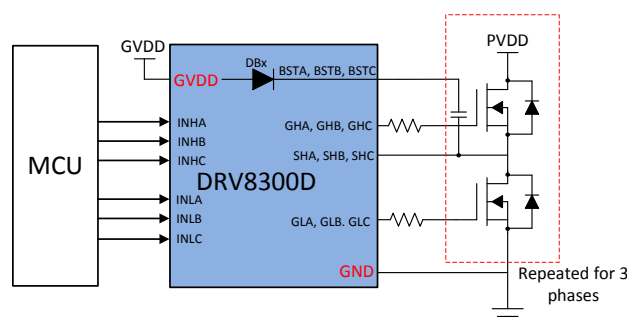 GVDD
PVDD
DBx
GVDD
BSTA, BSTB, BSTC
INHA
GHA, GHB, GHC
INHB
INHC
SHA, SHB, SHC
MCU
DRV8300D
INLA
INLB
GLA, GLB. GLC
INLC
GND
Repeated for 3
phases